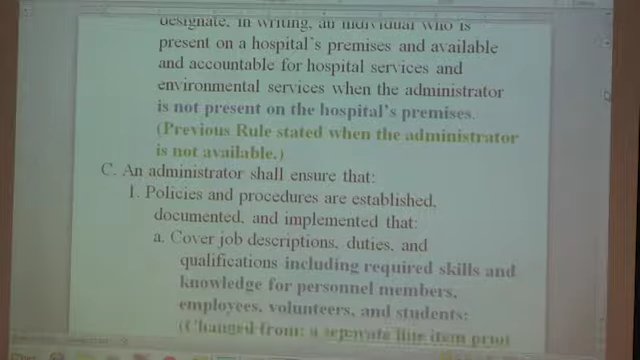 designate, in writing, an individual who is
present on a hospital's premises and available
and accountable for hospital services and
environmental services when the administrator
is not present on the hospital's premises.
(Previous Rule stated when the administrator
is not available.)
C. An administrator shall ensure that:
1. Policies and procedures are established,
documented, and implemented that:
a. Cover job descriptions, duties, and
qualifications including required skills and
knowledge for personnel members,
employees, volunteers, and students;
(Changed from: a separate line item prior